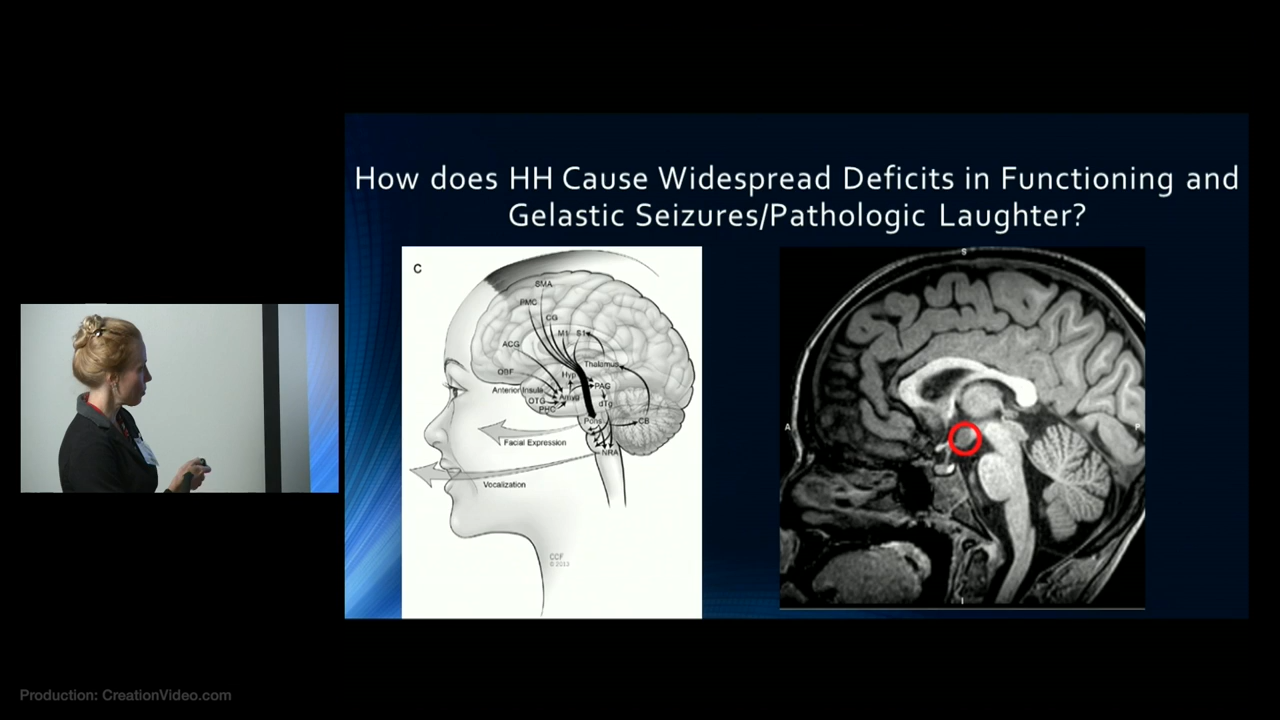 How does HH Cause Widespread Deficits in Functioning and
Gelastic Seizures/Pathologic Laughter?
C
SMA
PMC
CG
M1 S1
ACG
Thalamus
OBF
Hyp
PAG
Anterior Insula
Amyg
OTG
dTg
PHC
Pons
CB
Facial Expression
NRA
Vocalization
CCF
© 2013
S
A
P
I
Production: CreationVideo.com